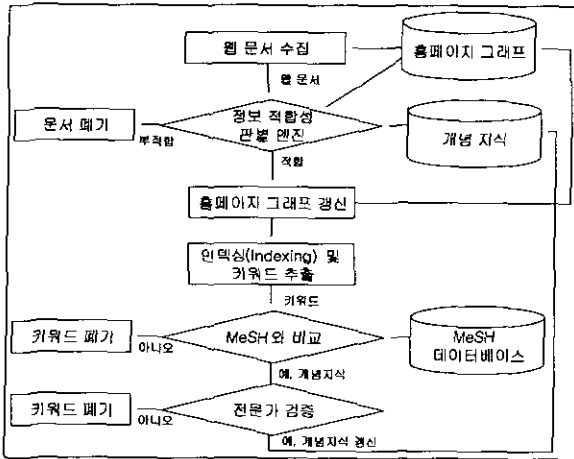 웹 문서 수집
홈페이지 그래프
웹 문서
문서 폐기
부적합
정보 적합성
판별 엔진
개념 지식
적합
홈페이지 그래프 갱신
인덱싱(Indexing) 및
키워드 추출
키워드
키워드 폐기
아니오
MeSH와 비교
MeSH
데이터베이스
예, 개념지식
키워드 폐기
아니오
전문가 검증
예, 개념지식 갱신